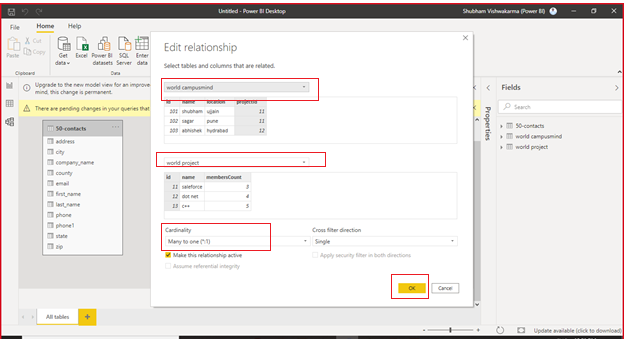 Untitled - Power BI Desktop
Shubham Vishwakarma (Power BI)
File
Home
Edit relationship
Select tables and columns that are related.
Paste
Cut
Copy
Get data
Excel
Power BI datasets
SQL Server
Enter data
Clipboard
Data
Upgrade to the new model view for an improve
this change is permanent.
There are pending changes in your queries that
world campusmind
id name location projectId
101 shubham ujjain 11
102 sagar pune 11
103 abhishek hydrabad 12
world project
id name membersCount
11 saleforce 3
12 dot net 4
13 c++ 5
Cardinality
Many to one (*:1)
Make this relationship active
Assume referential integrity
Cross filter direction
Single
Apply security filter in both directions
OK
Cancel
50-contacts
address
city
company_name
county
email
first_name
last_name
phone
phone1
state
zip
Properties
Fields
Search
50-contacts
world campusmind
world project
All tables
Update available (click to download)